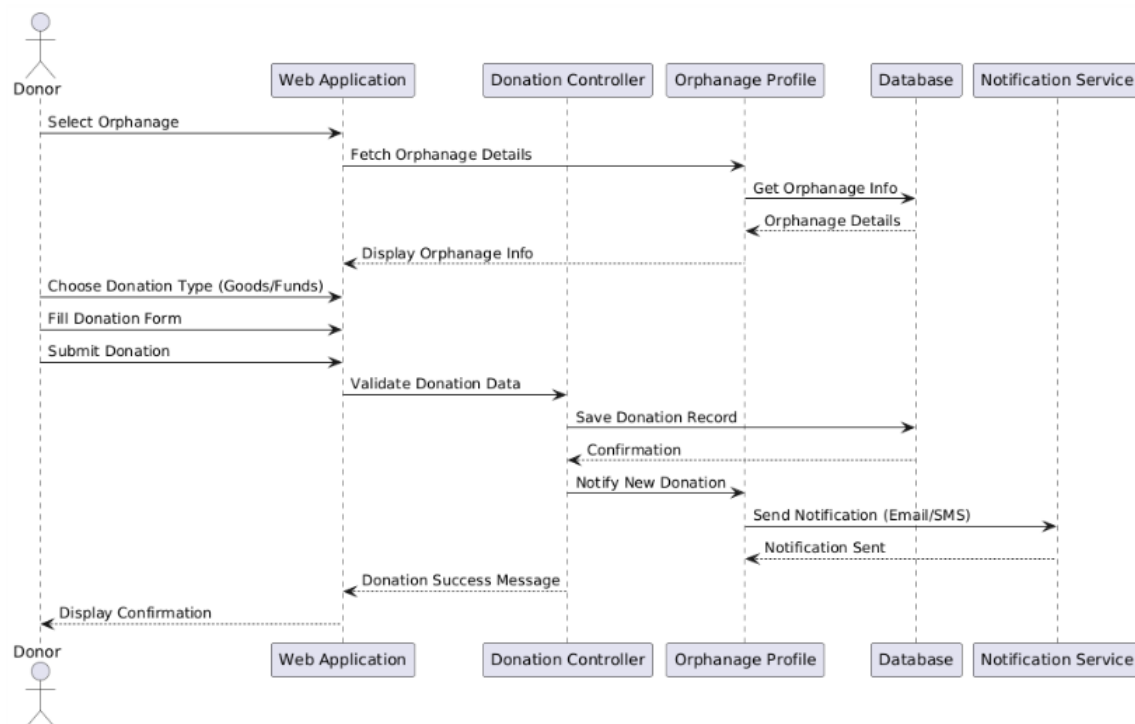 Donor
Web Application
Donation Controller
Orphanage Profile
Database
Notification Service
Select Orphanage
Fetch Orphanage Details
Get Orphanage Info
Orphanage Details
Display Orphanage Info
Choose Donation Type (Goods/Funds)
Fill Donation Form
Submit Donation
Validate Donation Data
Save Donation Record
Confirmation
Notify New Donation
Send Notification (Email/SMS)
Notification Sent
Donation Success Message
Display Confirmation
Donor
Web Application
Donation Controller
Orphanage Profile
Database
Notification Service